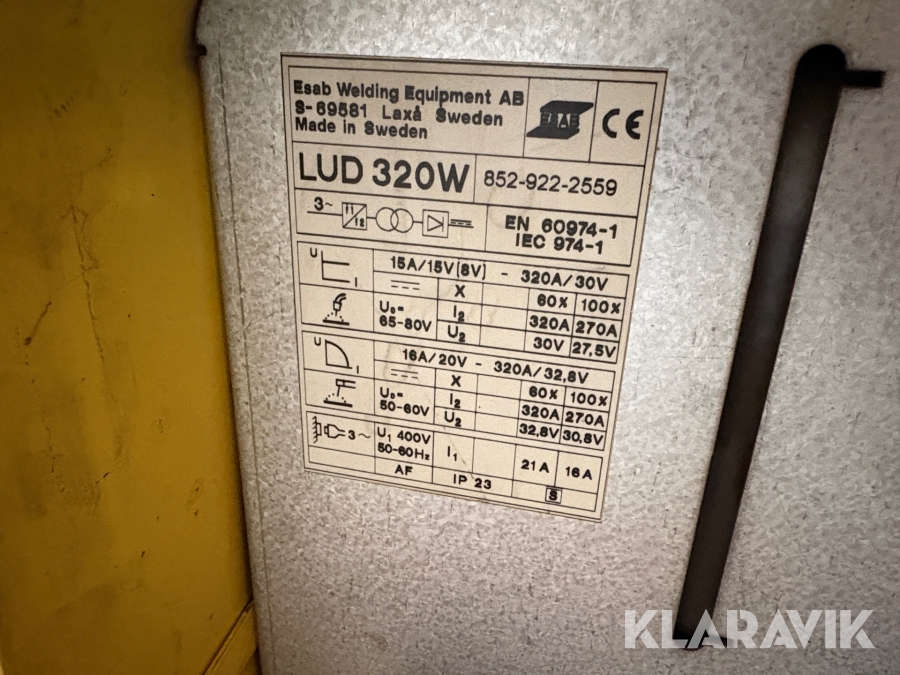 Esab Welding Equipment AB
S-69581 Laxå Sweden
Made in Sweden
ESAB
CE
LUD 320W
852-922-2559
3~ f1 f2
EN 60974-1
IEC 974-1
U I
15A/15V(8V) - 320A/30V
X 60% 100%
U₀= 65-80V
I₂ 320A 270A
U₂ 30V 27,5V
U I
16A/20V - 320A/32,8V
X 60% 100%
U₀= 50-60V
I₂ 320A 270A
U₂ 32,8V 30,8V
3~
U₁ 400V
50-60Hz
I₁ 21A 16A
AF IP 23 S
KLARAVIK